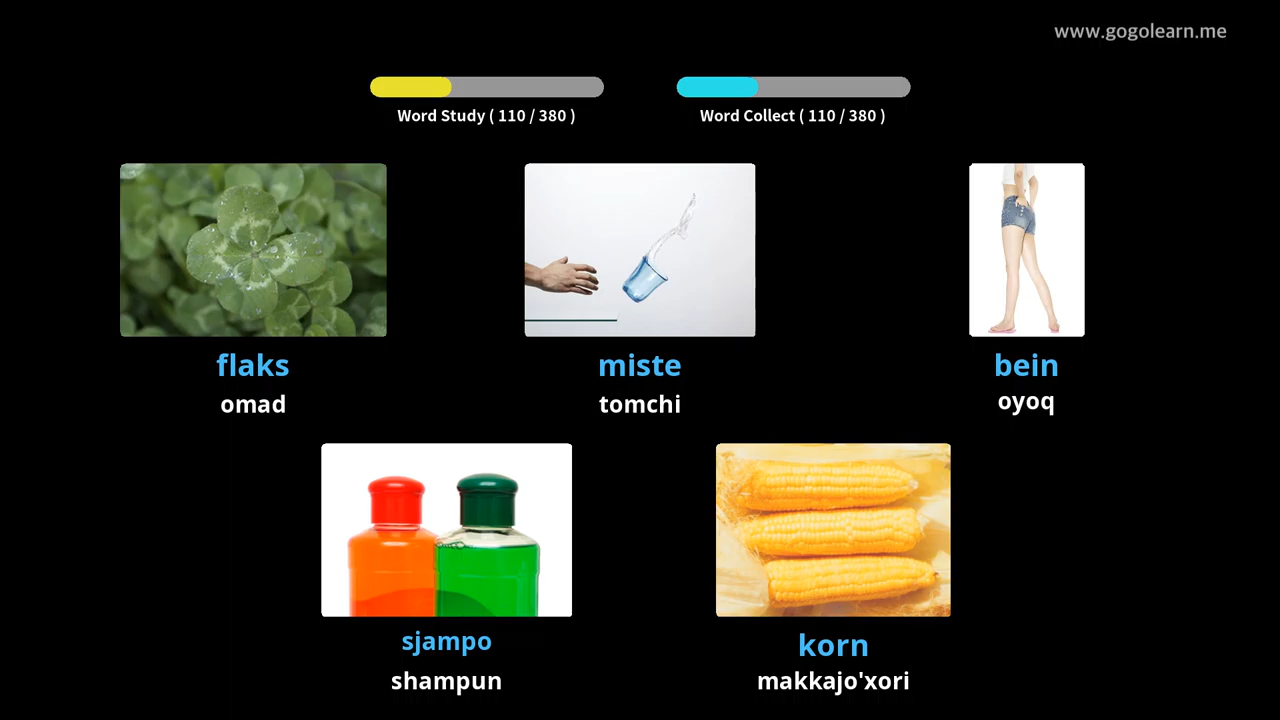 www.gogolearn.me
Word Study ( 110 / 380 )
Word Collect ( 110 / 380 )
flaks
omad
miste
tomchi
bein
oyoq
sjampo
shampun
korn
makkajo'xori